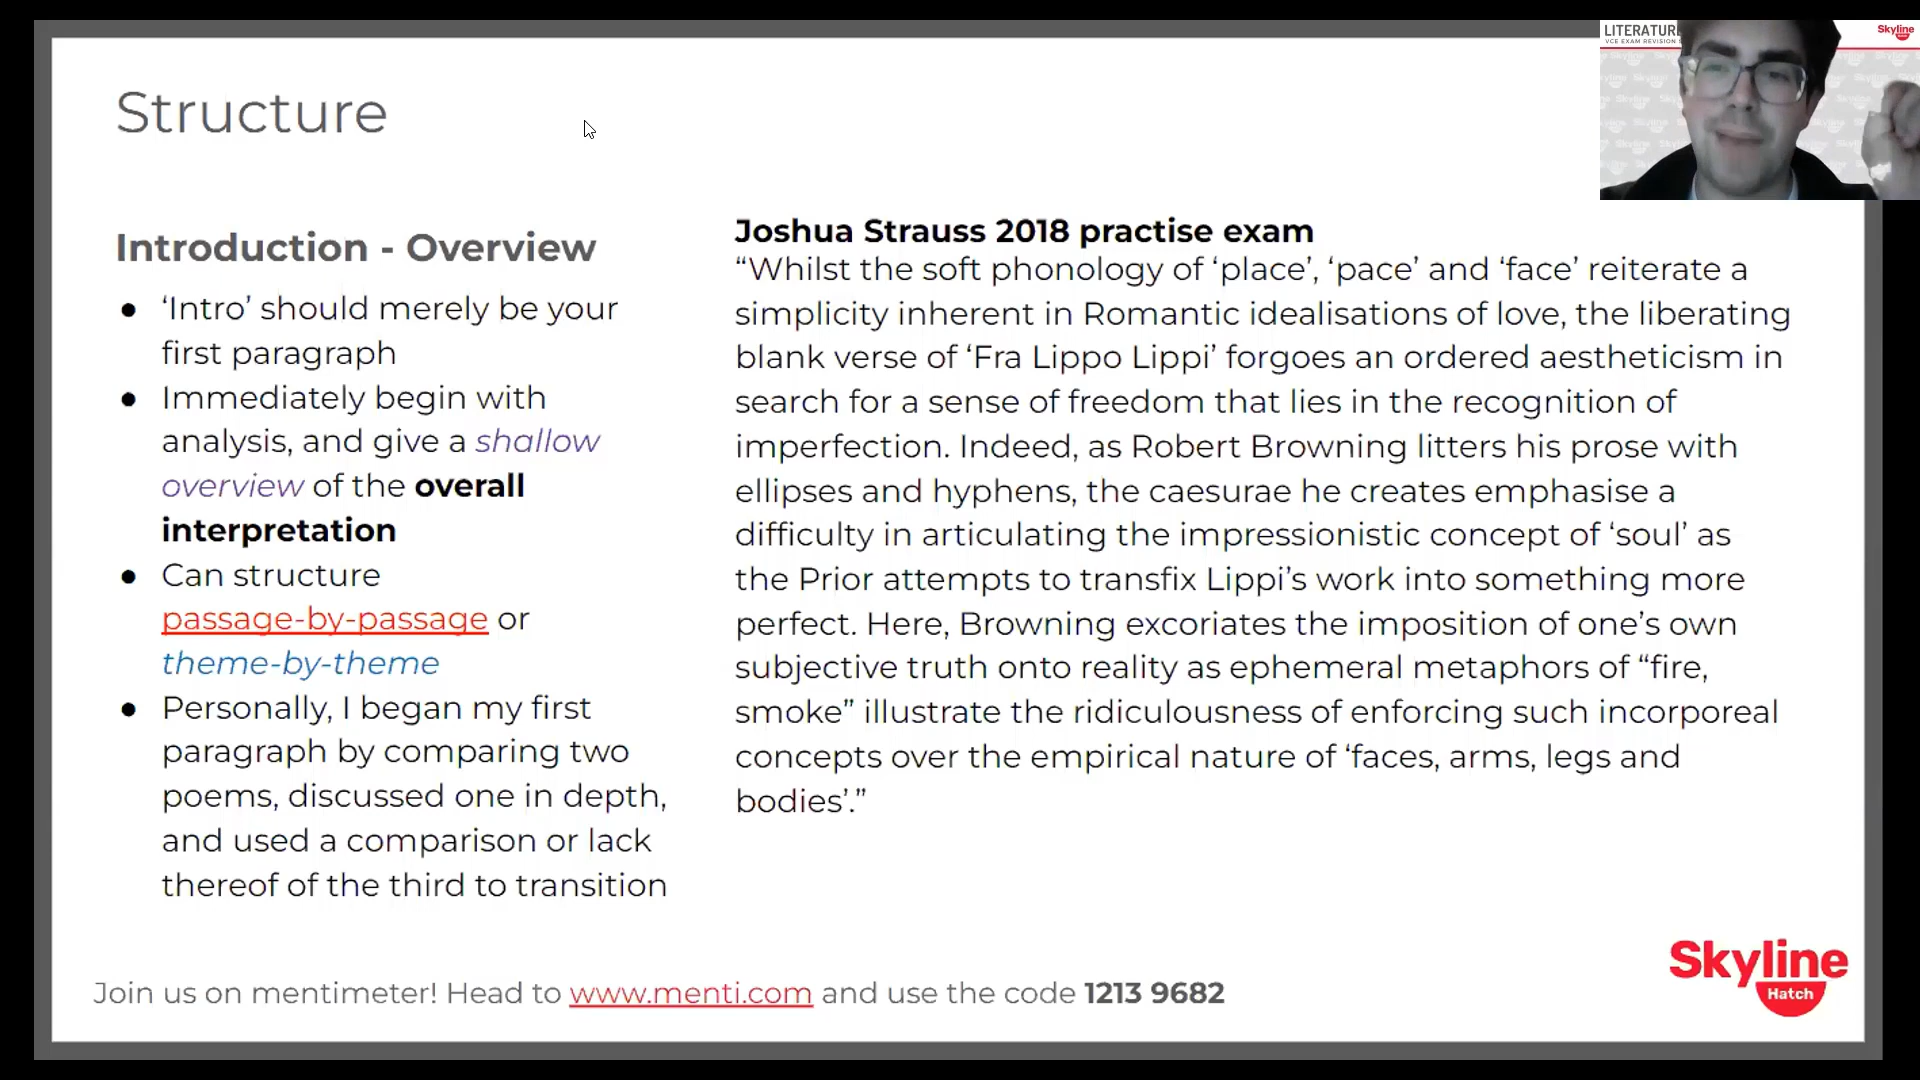 Structure
Introduction - Overview
● ‘Intro’ should merely be your
first paragraph
● Immediately begin with
analysis, and give a shallow
overview of the overall
interpretation
● Can structure
passage-by-passage or
theme-by-theme
● Personally, I began my first
paragraph by comparing two
poems, discussed one in depth,
and used a comparison or lack
thereof of the third to transition
Joshua Strauss 2018 practise exam
“Whilst the soft phonology of ‘place’, ‘pace’ and ‘face’ reiterate a
simplicity inherent in Romantic idealisations of love, the liberating
blank verse of ‘Fra Lippo Lippi’ forgoes an ordered aestheticism in
search for a sense of freedom that lies in the recognition of
imperfection. Indeed, as Robert Browning litters his prose with
ellipses and hyphens, the caesurae he creates emphasise a
difficulty in articulating the impressionistic concept of ‘soul’ as
the Prior attempts to transfix Lippi’s work into something more
perfect. Here, Browning excoriates the imposition of one’s own
subjective truth onto reality as ephemeral metaphors of “fire,
smoke” illustrate the ridiculousness of enforcing such incorporeal
concepts over the empirical nature of ‘faces, arms, legs and
bodies’.”
LITERATURE
VCE EXAM REVISION
Skyline
Join us on mentimeter! Head to www.menti.com and use the code 1213 9682
Skyline
Hatch